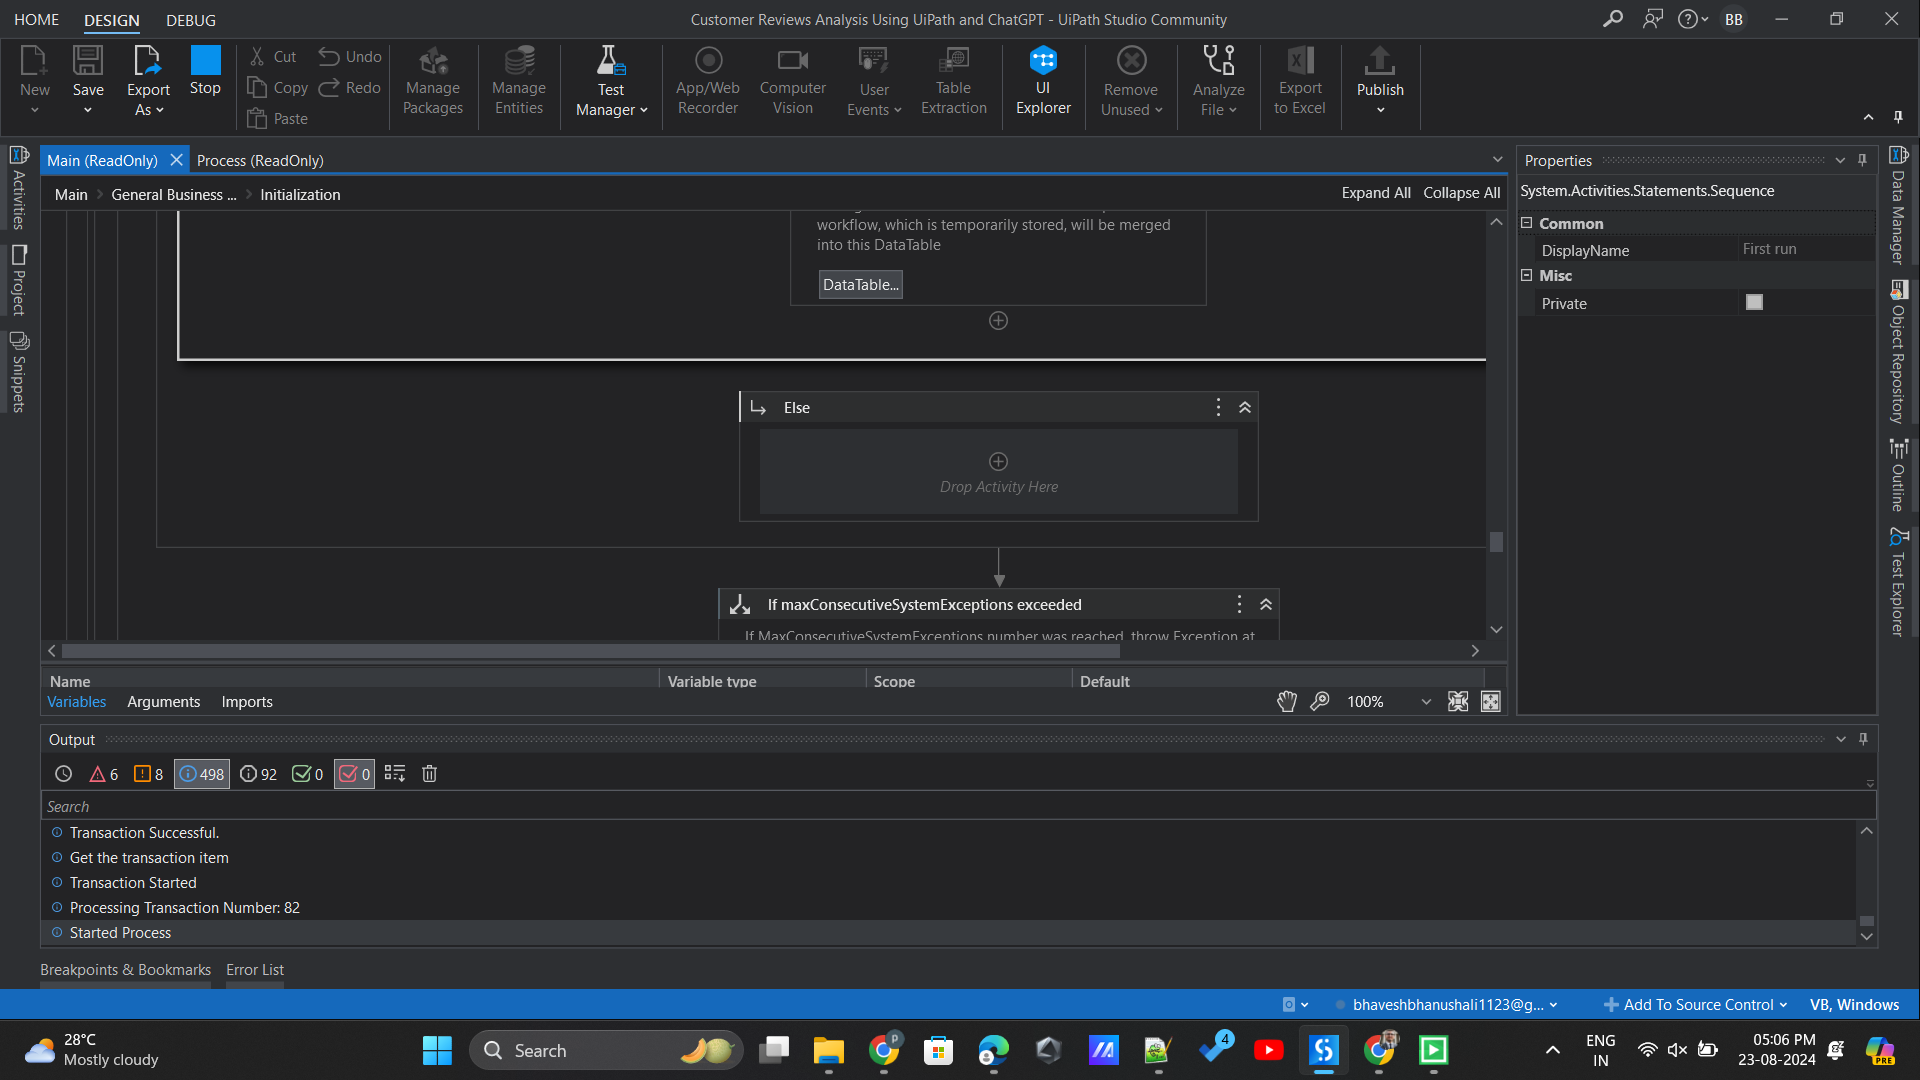 HOME DESIGN DEBUG
Customer Reviews Analysis Using UiPath and ChatGPT - UiPath Studio Community
BB
New
Save
Export As
Stop
Cut
Copy
Paste
Undo
Redo
Manage Packages
Manage Entities
Test Manager
App/Web Recorder
Computer Vision
User Events
Table Extraction
UI Explorer
Remove Unused
Analyze File
Export to Excel
Publish
Activities
Project
Snippets
Main (ReadOnly)
Process (ReadOnly)
Main General Business ... Initialization
Expand All Collapse All
workflow, which is temporarily stored, will be merged
into this DataTable
DataTable...
Else
Drop Activity Here
If maxConsecutiveSystemExceptions exceeded
If MaxConsecutiveSystemExceptions number was reached, throw Exception at
Name Variable type Scope Default
Variables Arguments Imports
100%
Properties
System.Activities.Statements.Sequence
Common
DisplayName First run
Misc
Private
Data Manager
Object Repository
Outline
Test Explorer
Output
6 8 498 92 0 0
Search
Transaction Successful.
Get the transaction item
Transaction Started
Processing Transaction Number: 82
Started Process
Breakpoints & Bookmarks Error List
bhaveshbhanushali1123@g... Add To Source Control VB, Windows
28°C
Mostly cloudy
Search
P
4
ENG
IN
05:06 PM
23-08-2024
PRE